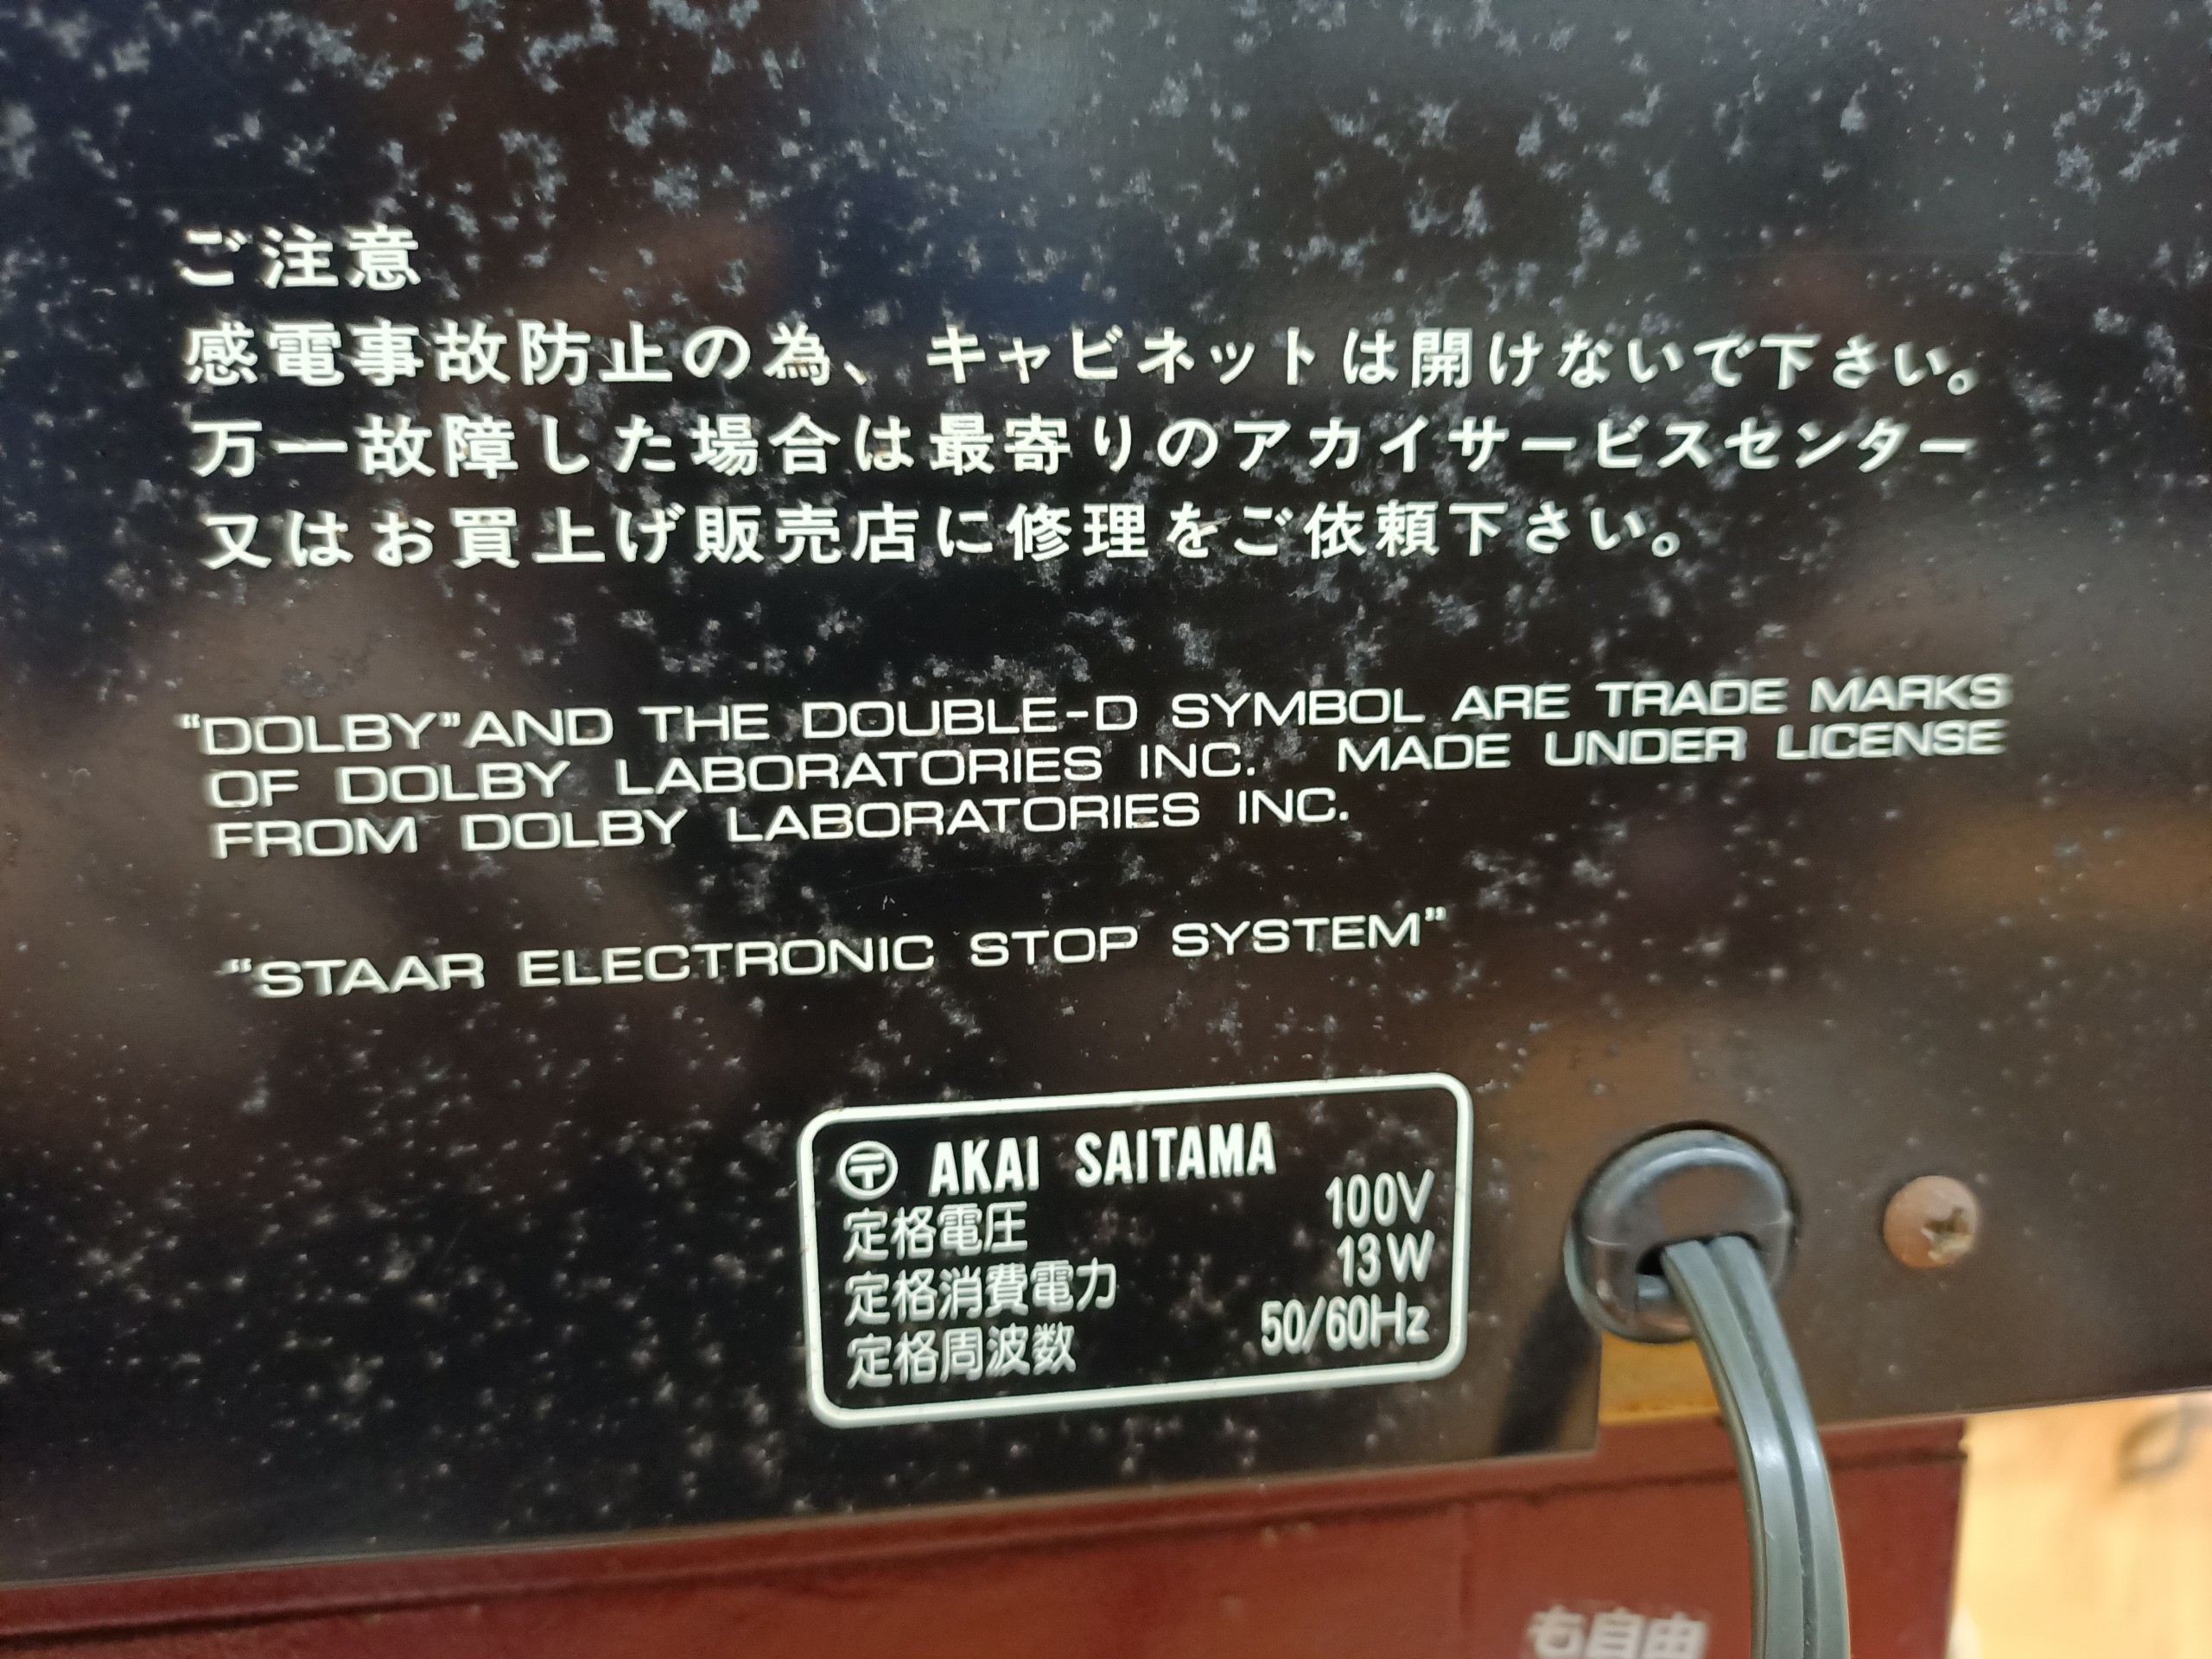 ご注意
感電事故防止の為、キャビネットは開けないで下さい。
万一故障した場合は最寄りのアカイサービスセンター
又はお買上げ販売店に修理をご依頼下さい。
“DOLBY”AND THE DOUBLE-D SYMBOL ARE TRADE MARKS
OF DOLBY LABORATORIES INC. MADE UNDER LICENSE
FROM DOLBY LABORATORIES INC.
“STAAR ELECTRONIC STOP SYSTEM”
〶 AKAI SAITAMA
定格電圧 100V
定格消費電力 13W
定格周波数 50/60Hz
も自由